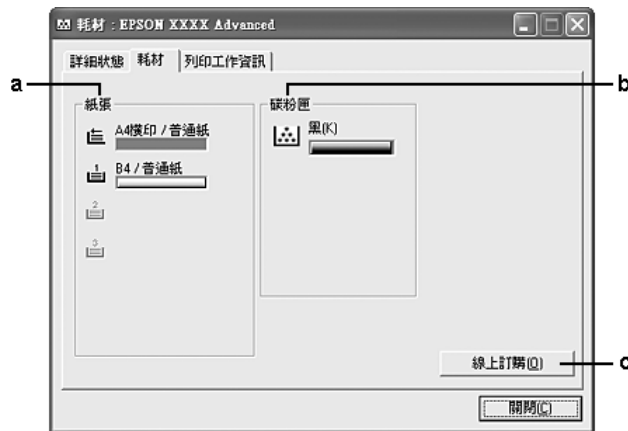 耗材 : EPSON XXXX Advanced
詳細狀態 耗材 列印工作資訊
a
b
紙張
碳粉匣
A4橫印 / 普通紙
黑(K)
1
B4 / 普通紙
2
3
線上訂購(O)
c
關閉(C)